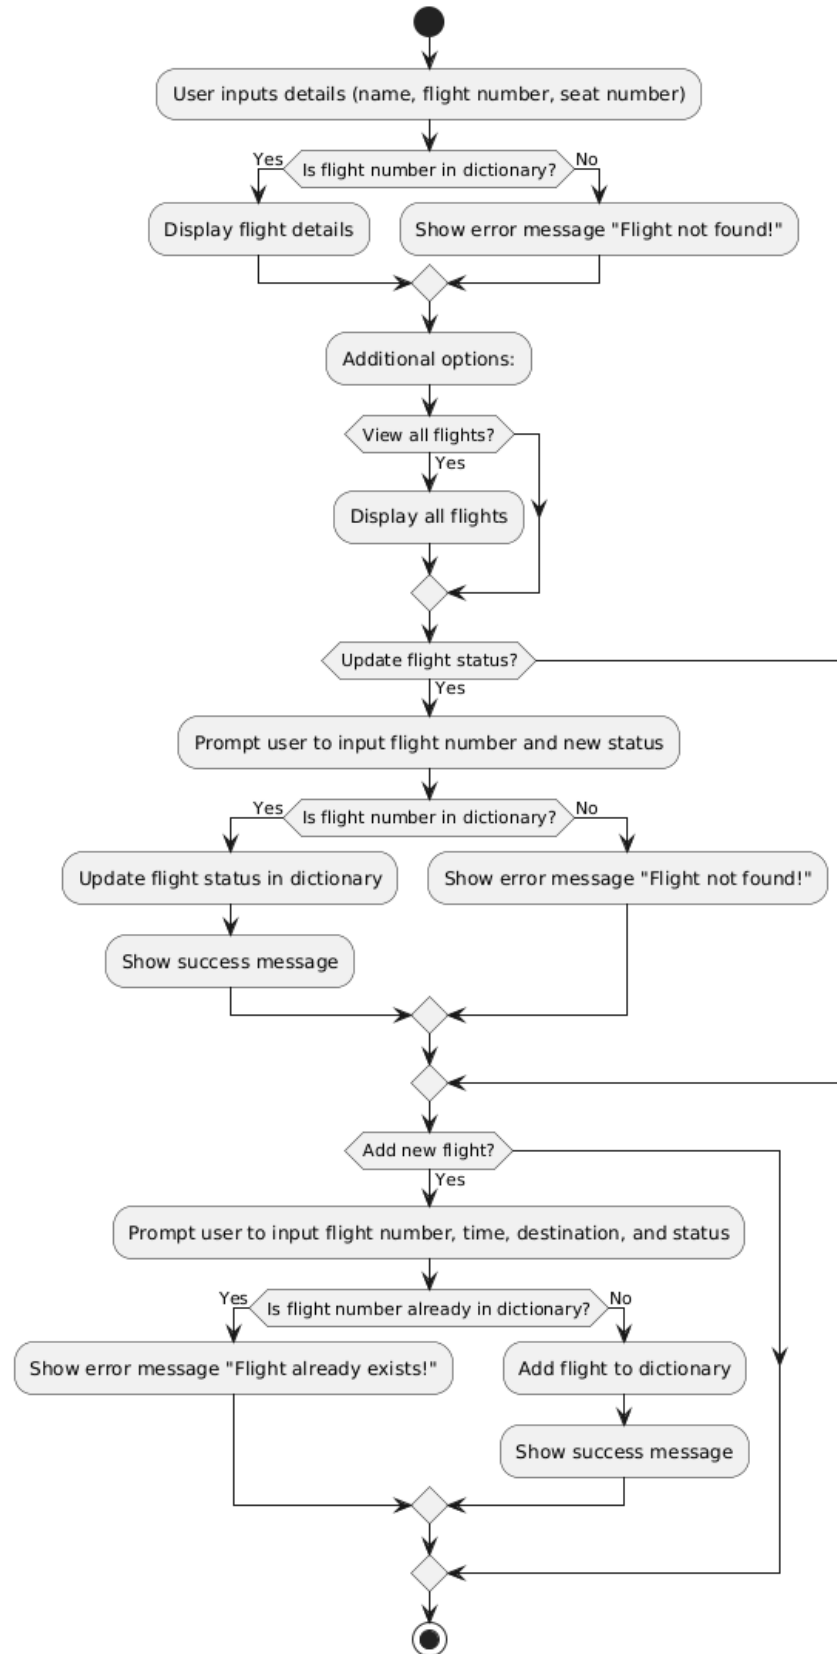 User inputs details (name, flight number, seat number)
Yes
Is flight number in dictionary?
No
Display flight details
Show error message "Flight not found!"
Additional options:
View all flights?
Yes
Display all flights
Update flight status?
Yes
Prompt user to input flight number and new status
Yes
Is flight number in dictionary?
No
Update flight status in dictionary
Show error message "Flight not found!"
Show success message
Add new flight?
Yes
Prompt user to input flight number, time, destination, and status
Yes
Is flight number already in dictionary?
No
Show error message "Flight already exists!"
Add flight to dictionary
Show success message